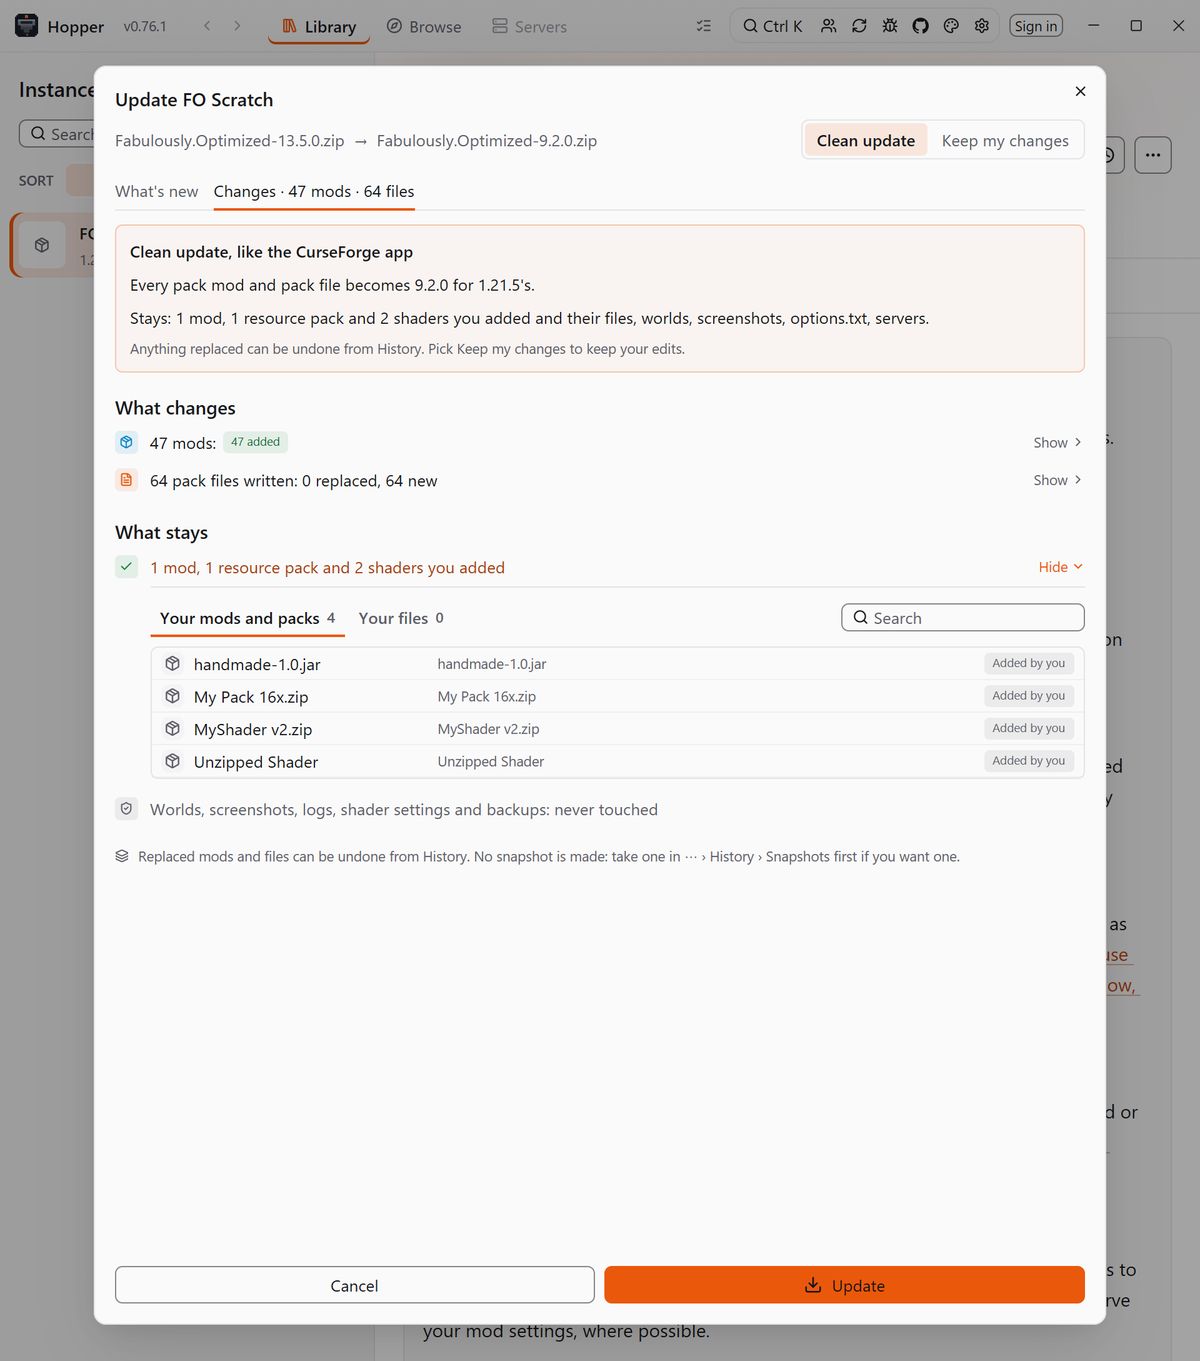 Hopper v0.76.1 Library Browse Servers Ctrl K Sign in
Instance
Search
SORT
Update FO Scratch
Fabulously.Optimized-13.5.0.zip → Fabulously.Optimized-9.2.0.zip
Clean update Keep my changes
What's new Changes · 47 mods · 64 files
Clean update, like the CurseForge app
Every pack mod and pack file becomes 9.2.0 for 1.21.5's.
Stays: 1 mod, 1 resource pack and 2 shaders you added and their files, worlds, screenshots, options.txt, servers.
Anything replaced can be undone from History. Pick Keep my changes to keep your edits.
What changes
47 mods: 47 added Show
64 pack files written: 0 replaced, 64 new Show
What stays
1 mod, 1 resource pack and 2 shaders you added Hide
Your mods and packs 4 Your files 0 Search
handmade-1.0.jar handmade-1.0.jar Added by you
My Pack 16x.zip My Pack 16x.zip Added by you
MyShader v2.zip MyShader v2.zip Added by you
Unzipped Shader Unzipped Shader Added by you
Worlds, screenshots, logs, shader settings and backups: never touched
Replaced mods and files can be undone from History. No snapshot is made: take one in ··· › History › Snapshots first if you want one.
as
ow,
d or
s to
Cancel Update
your mod settings, where possible.